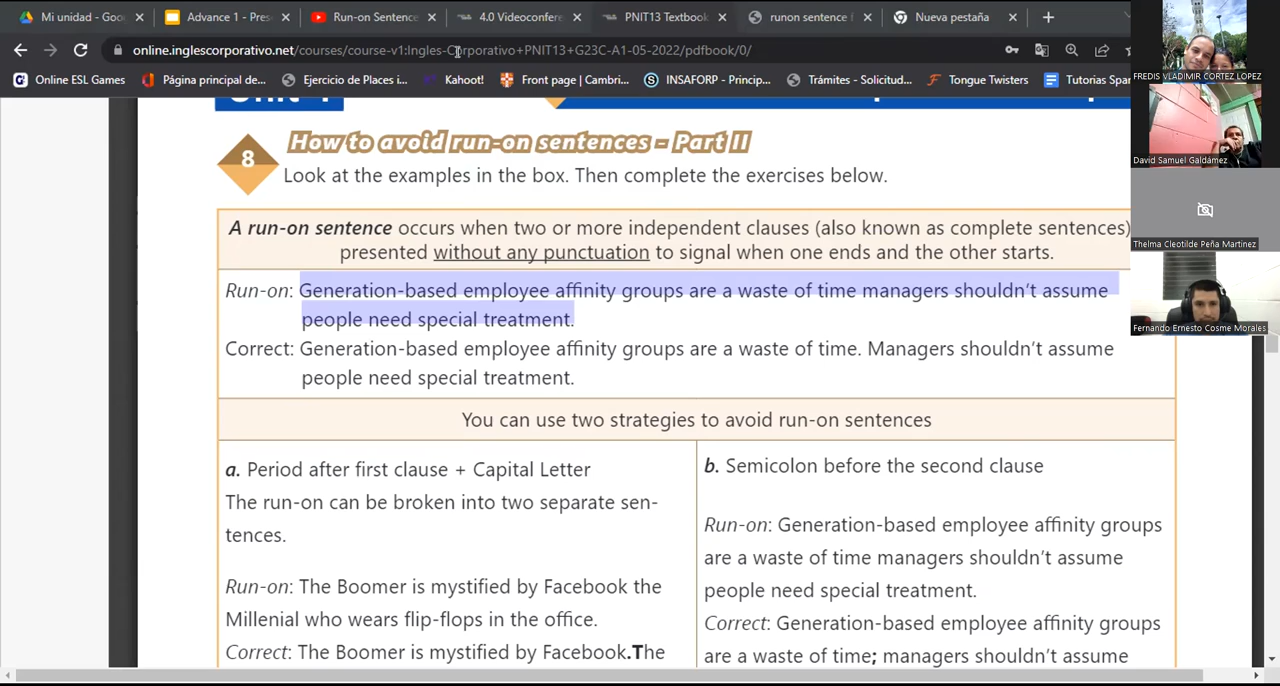 Mi unidad - Goo
Advance 1 - Pres
Run-on Sentence
4.0 Videoconfere
PNIT13 Textbook
runon sentence f
Nueva pestaña
online.inglescorporativo.net/courses/course-v1:Ingles-Corporativo+PNIT13+G23C-A1-05-2022/pdfbook/0/
Online ESL Games
Página principal de...
Ejercicio de Places i...
Kahoot!
Front page | Cambri...
INSAFORP - Princip...
Trámites - Solicitud...
Tongue Twisters
Tutorias Span
FREDIS VLADIMIR CORTEZ LOPEZ
David Samuel Galdámez
Thelma Cleotilde Peña Martinez
Fernando Ernesto Cosme Morales
8
How to avoid run-on sentences - Part II
Look at the examples in the box. Then complete the exercises below.
A run-on sentence occurs when two or more independent clauses (also known as complete sentences)
presented without any punctuation to signal when one ends and the other starts.
Run-on: Generation-based employee affinity groups are a waste of time managers shouldn't assume
people need special treatment.
Correct: Generation-based employee affinity groups are a waste of time. Managers shouldn't assume
people need special treatment.
You can use two strategies to avoid run-on sentences
a. Period after first clause + Capital Letter
The run-on can be broken into two separate sen-
tences.
Run-on: The Boomer is mystified by Facebook the
Millenial who wears flip-flops in the office.
Correct: The Boomer is mystified by Facebook.The
b. Semicolon before the second clause
Run-on: Generation-based employee affinity groups
are a waste of time managers shouldn't assume
people need special treatment.
Correct: Generation-based employee affinity groups
are a waste of time; managers shouldn't assume